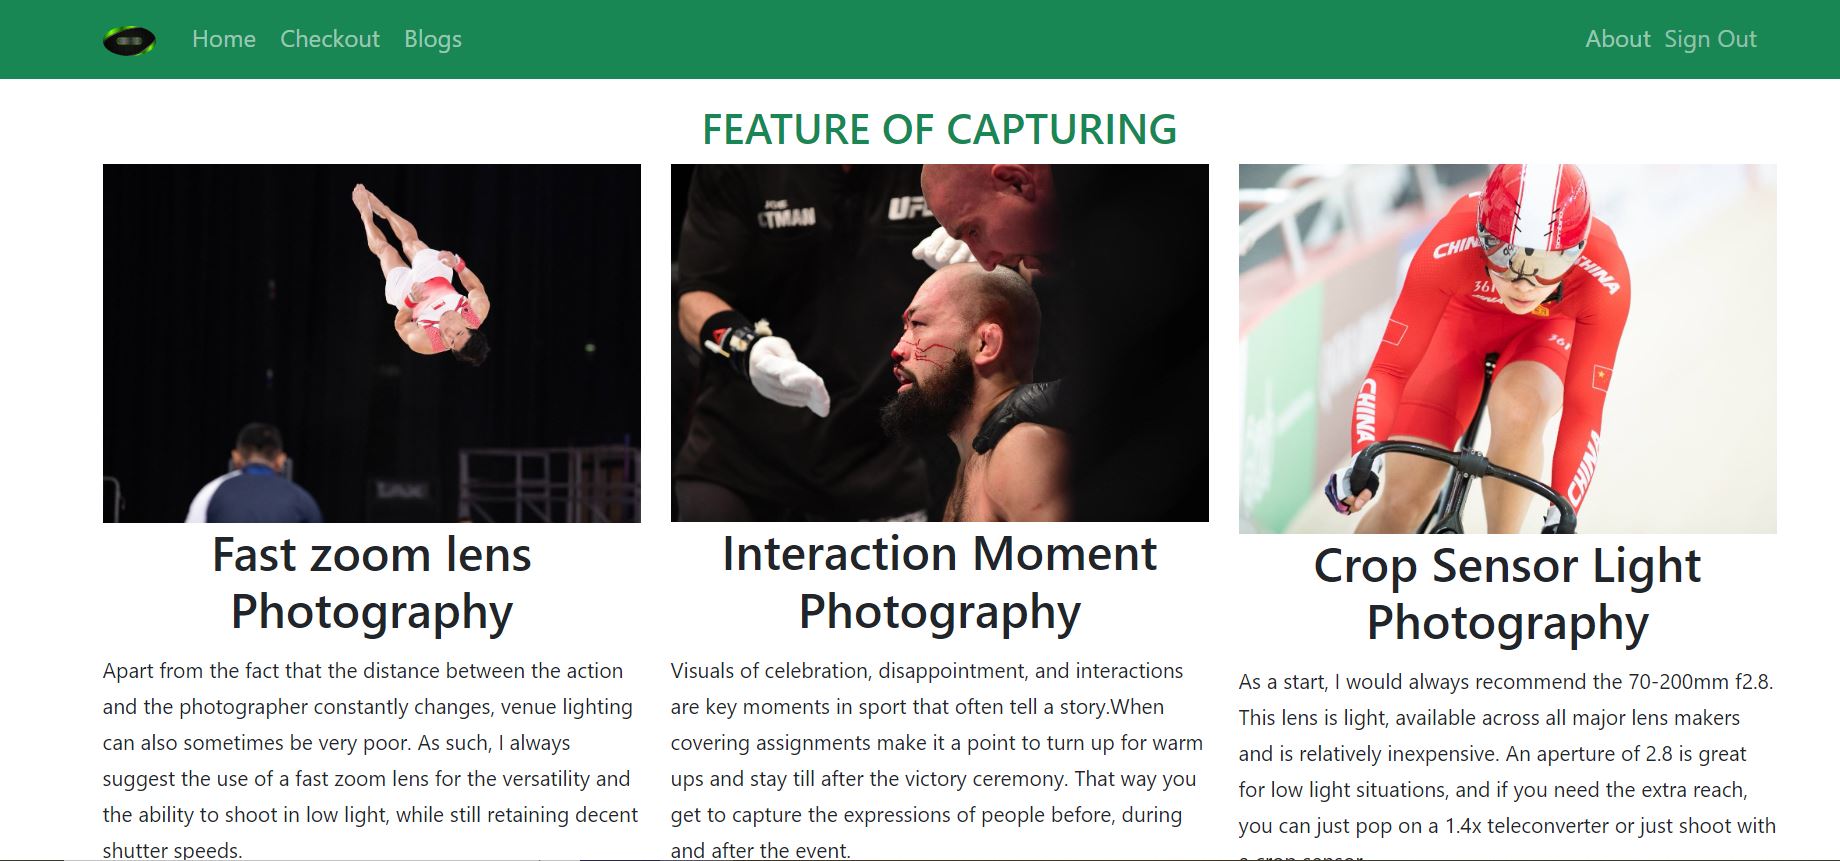 Home Checkout Blogs About Sign Out
FEATURE OF CAPTURING
TMAN
UF
CHINA
361
CHINA
361
CHINA
CHINA
Fast zoom lens
Photography
Apart from the fact that the distance between the action
and the photographer constantly changes, venue lighting
can also sometimes be very poor. As such, I always
suggest the use of a fast zoom lens for the versatility and
the ability to shoot in low light, while still retaining decent
shutter speeds.
Interaction Moment
Photography
Visuals of celebration, disappointment, and interactions
are key moments in sport that often tell a story.When
covering assignments make it a point to turn up for warm
ups and stay till after the victory ceremony. That way you
get to capture the expressions of people before, during
and after the event.
Crop Sensor Light
Photography
As a start, I would always recommend the 70-200mm f2.8.
This lens is light, available across all major lens makers
and is relatively inexpensive. An aperture of 2.8 is great
for low light situations, and if you need the extra reach,
you can just pop on a 1.4x teleconverter or just shoot with